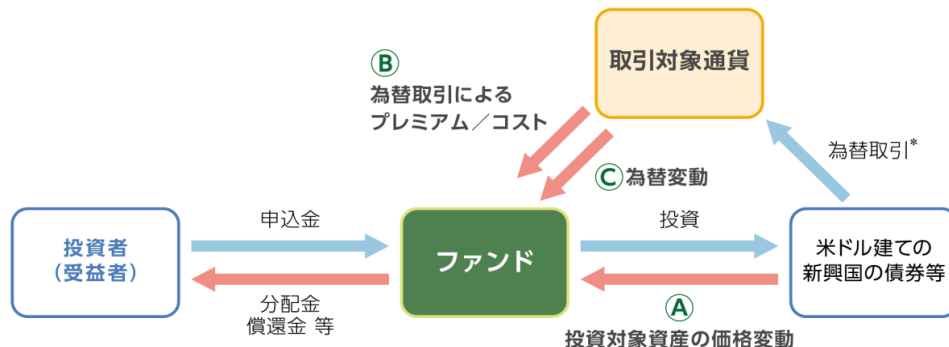 取引対象通貨
Ⓑ
為替取引による
プレミアム／コスト
為替取引*
Ⓒ為替変動
申込金
投資
投資者
（受益者）
ファンド
米ドル建ての
新興国の債券等
分配金
償還金 等
Ⓐ
投資対象資産の価格変動